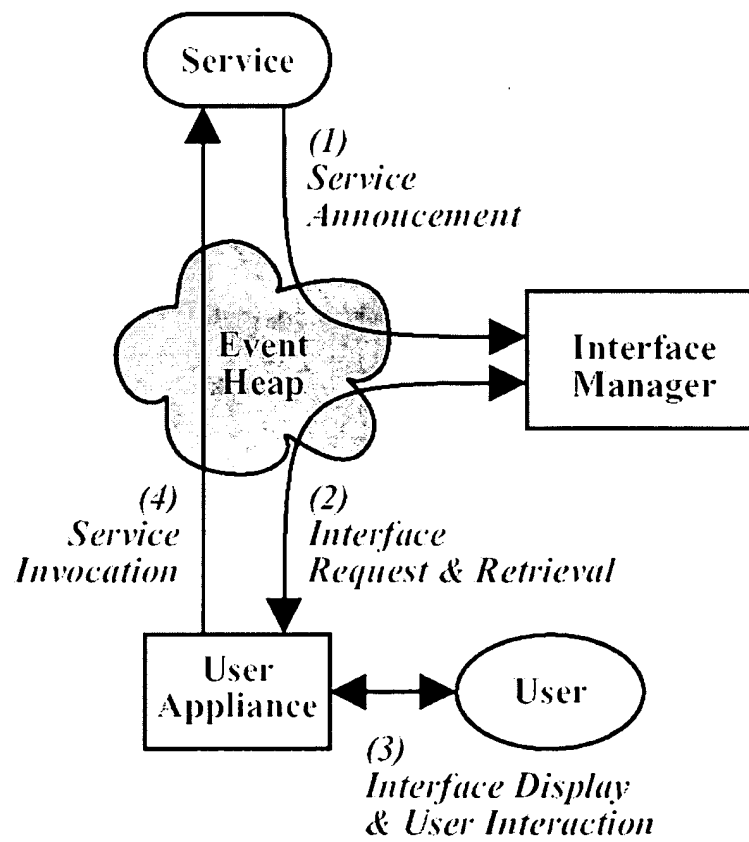 Service
(1)
Service
Annoucement
Event
Heap
Interface
Manager
(4)
Service
Invocation
(2)
Interface
Request & Retrieval
User
Appliance
User
(3)
Interface Display
& User Interaction